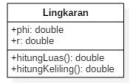 Lingkaran
+phi: double
+r: double
+hitungLuas(): double
+hitungKeliling(): double